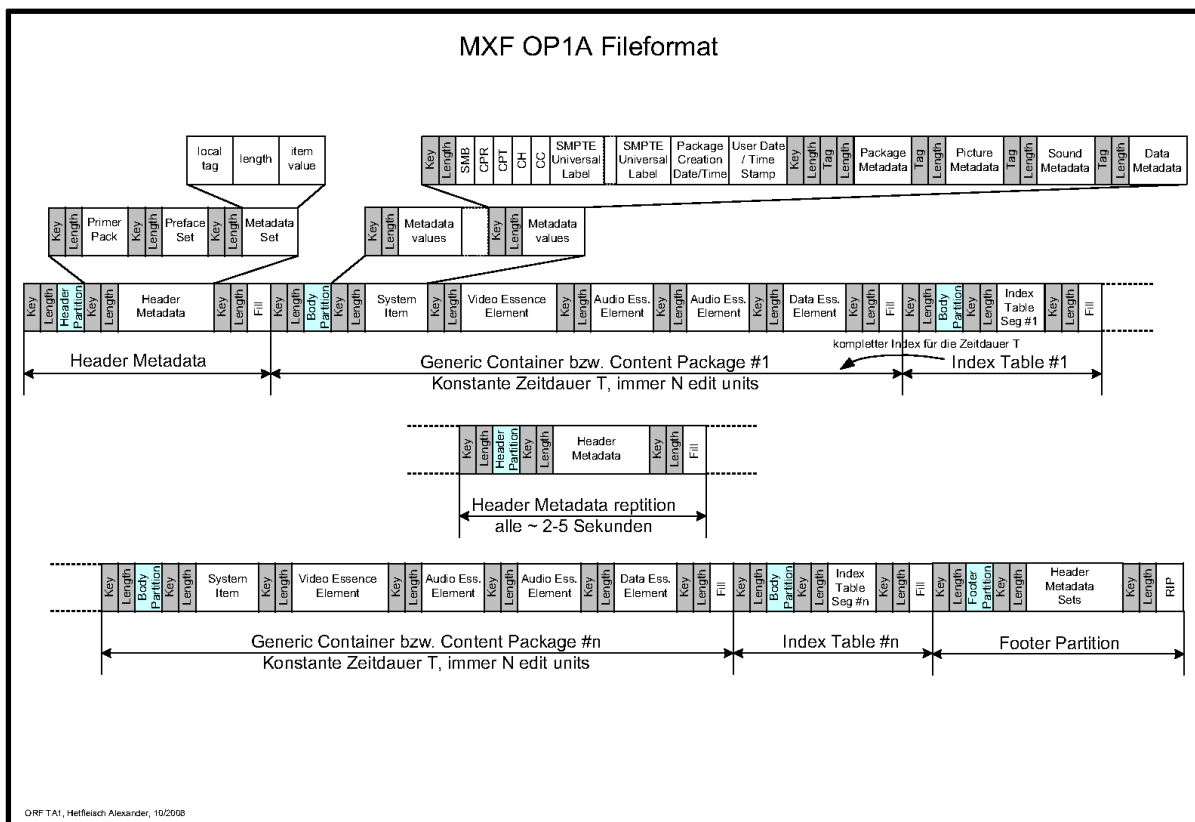 MXF OP1A Fileformat
local tag
length
item value
Key
Length
SMB
CPR
CPT
CH
CC
SMPTE Universal Label
SMPTE Universal Label
Package Creation Date/Time
User Date / Time Stamp
Key
Length
Tag
Length
Package Metadata
Tag
Length
Picture Metadata
Tag
Length
Sound Metadata
Tag
Length
Data Metadata
Key
Length
Primer Pack
Key
Length
Preface Set
Key
Length
Metadata Set
Key
Length
Metadata values
Key
Length
Metadata values
Key
Length
Header Partition
Key
Length
Header Metadata
Key
Length
Fill
Key
Length
Body Partition
Key
Length
System Item
Key
Length
Video Essence Element
Key
Length
Audio Ess. Element
Key
Length
Audio Ess. Element
Key
Length
Data Ess. Element
Key
Length
Fill
Key
Length
Body Partition
Key
Length
Index Table Seg #1
Key
Length
Fill
kompletter Index für die Zeitdauer T
Header Metadata
Generic Container bzw. Content Package #1
Konstante Zeitdauer T, immer N edit units
Index Table #1
Key
Length
Header Partition
Key
Length
Header Metadata
Key
Length
Fill
Header Metadata reptition
alle ~ 2-5 Sekunden
Key
Length
Body Partition
Key
Length
System Item
Key
Length
Video Essence Element
Key
Length
Audio Ess. Element
Key
Length
Audio Ess. Element
Key
Length
Data Ess. Element
Key
Length
Fill
Key
Length
Body Partition
Key
Length
Index Table Seg #n
Key
Length
Fill
Key
Length
Footer Partition
Key
Length
Header Metadata Sets
Key
Length
RIP
Generic Container bzw. Content Package #n
Konstante Zeitdauer T, immer N edit units
Index Table #n
Footer Partition
ORF TA1, Hetfleisch Alexander, 10/2008